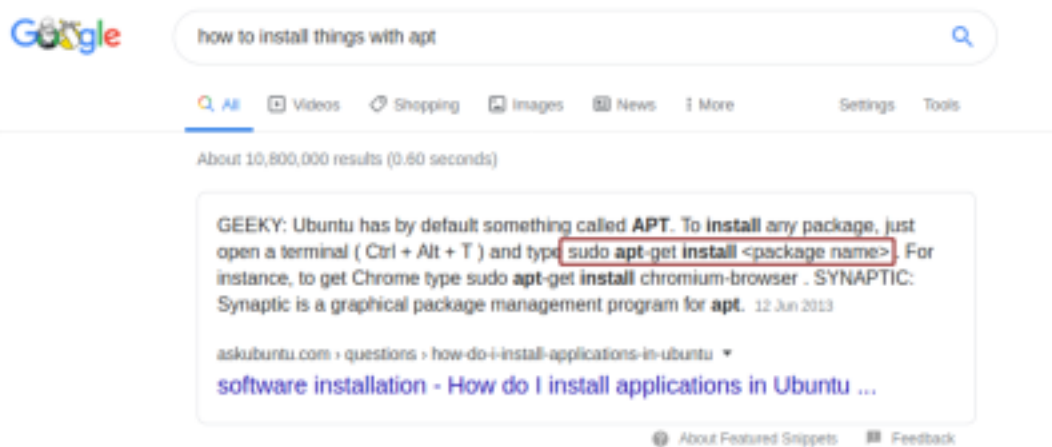 Google
how to install things with apt
All Videos Shopping Images News More Settings Tools
About 10,800,000 results (0.60 seconds)
GEEKY: Ubuntu has by default something called APT. To install any package, just
open a terminal ( Ctrl + Alt + T ) and type sudo apt-get install <package name> . For
instance, to get Chrome type sudo apt-get install chromium-browser . SYNAPTIC:
Synaptic is a graphical package management program for apt. 12 Jun 2013
askubuntu.com › questions › how-do-i-install-applications-in-ubuntu
software installation - How do I install applications in Ubuntu ...
About Featured Snippets Feedback